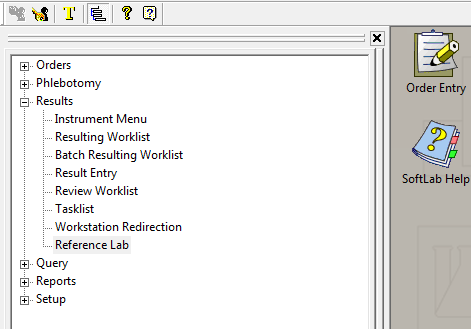 Orders
Phlebotomy
Results
Instrument Menu
Resulting Worklist
Batch Resulting Worklist
Result Entry
Review Worklist
Tasklist
Workstation Redirection
Reference Lab
Query
Reports
Setup
Order Entry
SoftLab Help